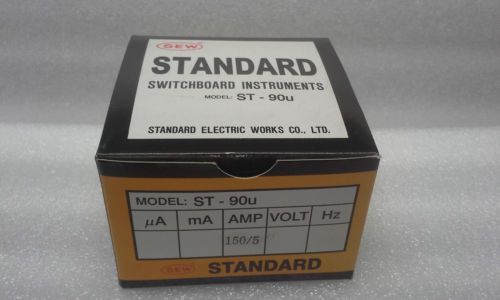 SEW
STANDARD
SWITCHBOARD INSTRUMENTS
MODEL: ST - 90u
STANDARD ELECTRIC WORKS CO., LTD.
MODEL: ST - 90u
µA mA AMP VOLT Hz
150/5
SEW STANDARD